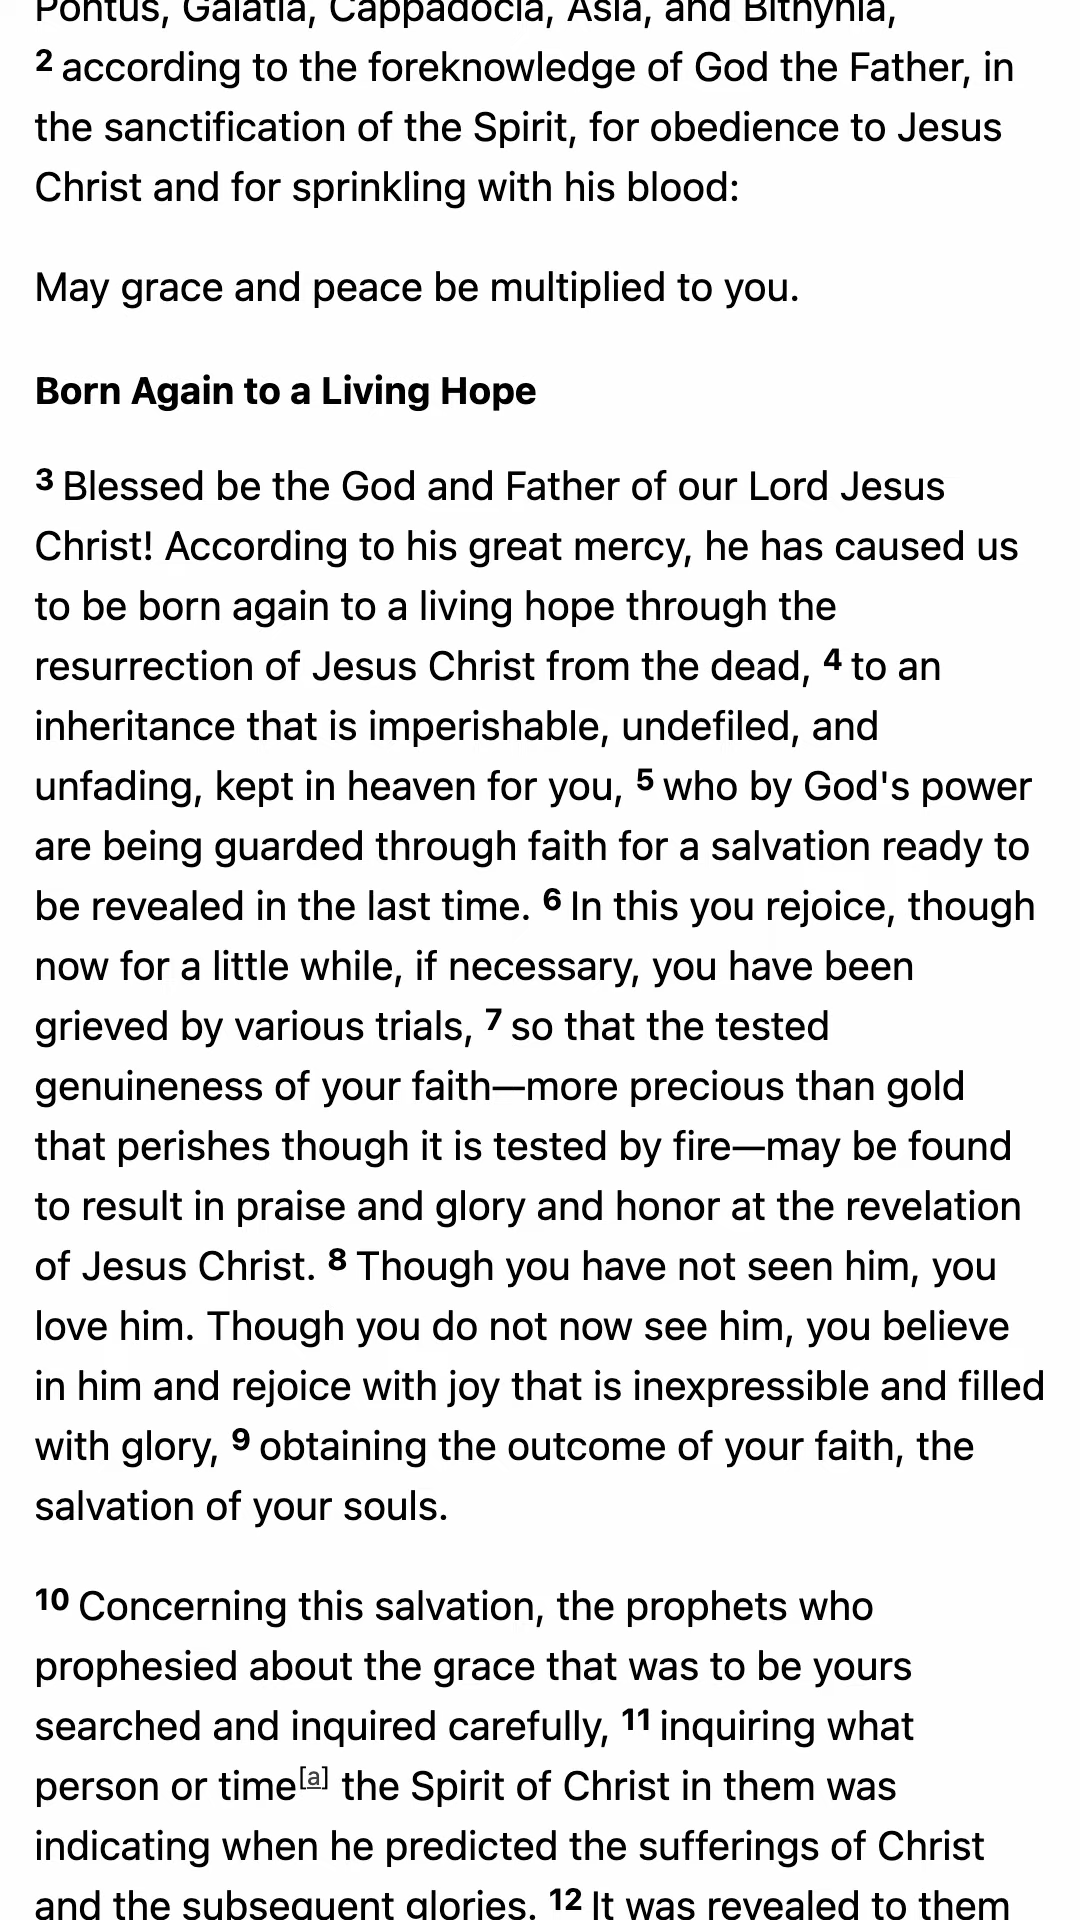 Pontus, Galatia, Cappadocia, Asia, and Bithynia,
2 according to the foreknowledge of God the Father, in
the sanctification of the Spirit, for obedience to Jesus
Christ and for sprinkling with his blood:
May grace and peace be multiplied to you.
Born Again to a Living Hope
3 Blessed be the God and Father of our Lord Jesus
Christ! According to his great mercy, he has caused us
to be born again to a living hope through the
resurrection of Jesus Christ from the dead, 4 to an
inheritance that is imperishable, undefiled, and
unfading, kept in heaven for you, 5 who by God's power
are being guarded through faith for a salvation ready to
be revealed in the last time. 6 In this you rejoice, though
now for a little while, if necessary, you have been
grieved by various trials, 7 so that the tested
genuineness of your faith—more precious than gold
that perishes though it is tested by fire—may be found
to result in praise and glory and honor at the revelation
of Jesus Christ. 8 Though you have not seen him, you
love him. Though you do not now see him, you believe
in him and rejoice with joy that is inexpressible and filled
with glory, 9 obtaining the outcome of your faith, the
salvation of your souls.
10 Concerning this salvation, the prophets who
prophesied about the grace that was to be yours
searched and inquired carefully, 11 inquiring what
person or time[a] the Spirit of Christ in them was
indicating when he predicted the sufferings of Christ
and the subsequent glories. 12 It was revealed to them